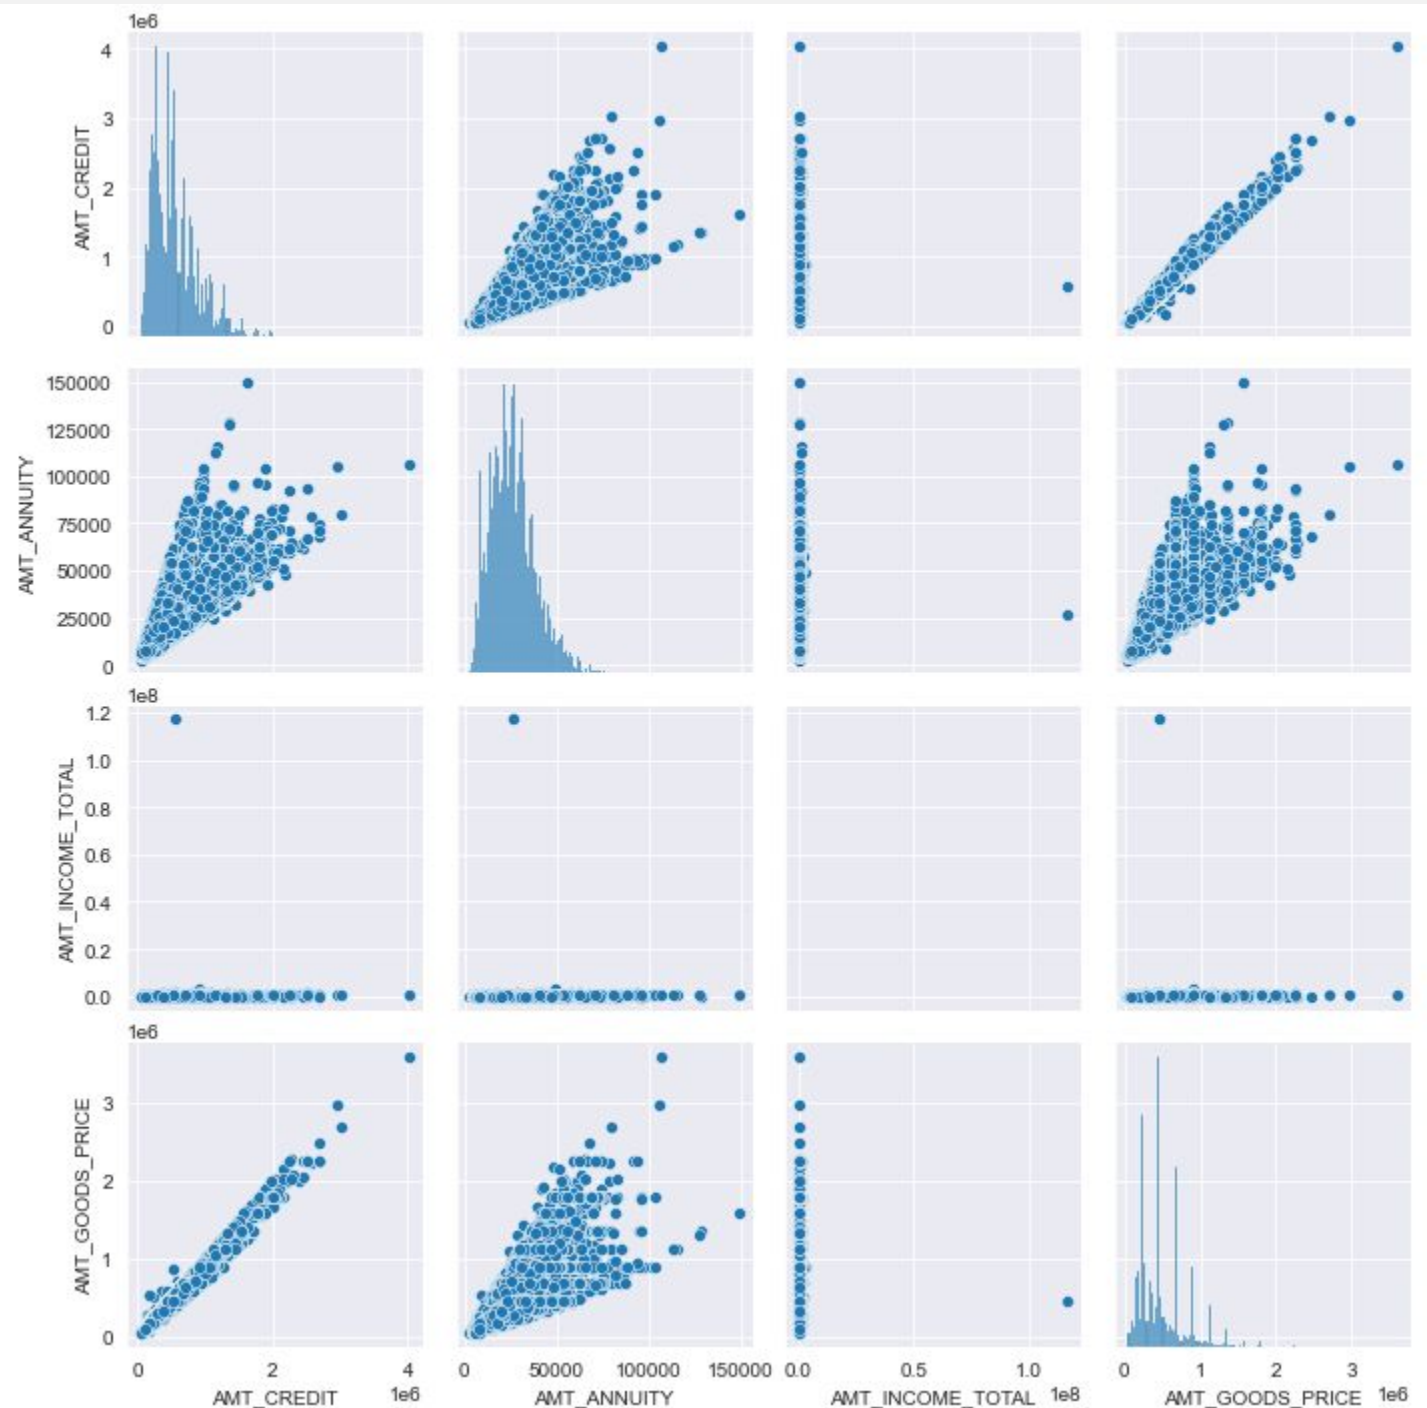 1e6
4
3
2
1
0
AMT_CREDIT
150000
125000
100000
75000
50000
25000
0
AMT_ANNUITY
1e8
1.2
1.0
0.8
0.6
0.4
0.2
0.0
AMT_INCOME_TOTAL
1e6
3
2
1
0
AMT_GOODS_PRICE
0 2 4 0 50000 100000 150000 0.0 0.5 1.0 0 1 2 3
AMT_CREDIT 1e6 AMT_ANNUITY AMT_INCOME_TOTAL 1e8 AMT_GOODS_PRICE 1e6